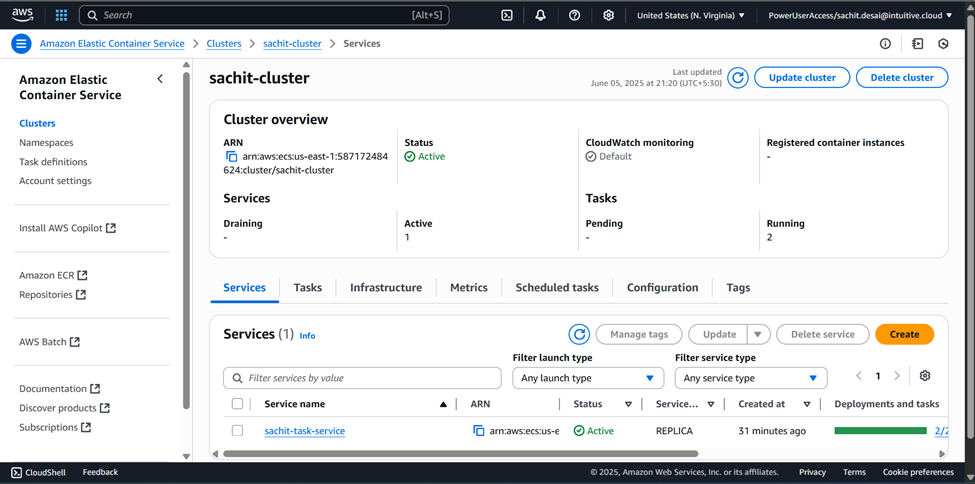 aws
Search
[Alt+S]
United States (N. Virginia)
PowerUserAccess/sachit.desai@intuitive.cloud
Amazon Elastic Container Service
Clusters
sachit-cluster
Services
Amazon Elastic
Container Service
Clusters
Namespaces
Task definitions
Account settings
Install AWS Copilot
Amazon ECR
Repositories
AWS Batch
Documentation
Discover products
Subscriptions
sachit-cluster
Last updated
June 05, 2025 at 21:20 (UTC+5:30)
Update cluster
Delete cluster
Cluster overview
ARN
arn:aws:ecs:us-east-1:587172484
624:cluster/sachit-cluster
Status
Active
CloudWatch monitoring
Default
Registered container instances
-
Services
Draining
-
Active
1
Tasks
Pending
-
Running
2
Services
Tasks
Infrastructure
Metrics
Scheduled tasks
Configuration
Tags
Services (1)
Info
Manage tags
Update
Delete service
Create
Filter services by value
Filter launch type
Any launch type
Filter service type
Any service type
1
Service name
ARN
Status
Service...
Created at
Deployments and tasks
sachit-task-service
arn:aws:ecs:us-e
Active
REPLICA
31 minutes ago
2/2
CloudShell
Feedback
© 2025, Amazon Web Services, Inc. or its affiliates.
Privacy
Terms
Cookie preferences